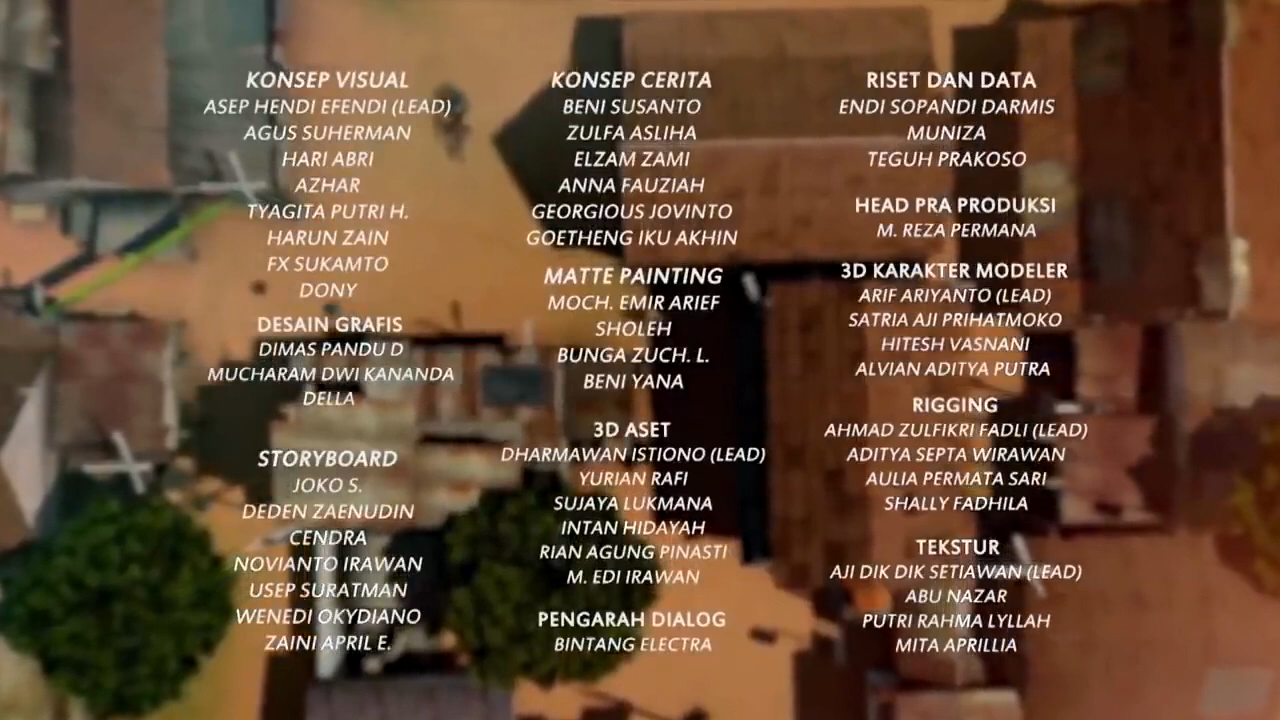 KONSEP VISUAL
ASEP HENDI EFENDI (LEAD)
AGUS SUHERMAN
HARI ABRI
AZHAR
TYAGITA PUTRI H.
HARUN ZAIN
FX SUKAMTO
DONY
DESAIN GRAFIS
DIMAS PANDU D
MUCHARAM DWI KANANDA
DELLA
STORYBOARD
JOKO S.
DEDEN ZAENUDIN
CENDRA
NOVIANTO IRAWAN
USEP SURATMAN
WENEDI OKYDIANO
ZAINI APRIL E.
KONSEP CERITA
BENI SUSANTO
ZULFA ASLIHA
ELZAM ZAMI
ANNA FAUZIAH
GEORGIOUS JOVINTO
GOETHENG IKU AKHIN
MATTE PAINTING
MOCH. EMIR ARIEF
SHOLEH
BUNGA ZUCH. L.
BENI YANA
3D ASET
DHARMAWAN ISTIONO (LEAD)
YURIAN RAFI
SUJAYA LUKMANA
INTAN HIDAYAH
RIAN AGUNG PINASTI
M. EDI IRAWAN
PENGARAH DIALOG
BINTANG ELECTRA
RISET DAN DATA
ENDI SOPANDI DARMIS
MUNIZA
TEGUH PRAKOSO
HEAD PRA PRODUKSI
M. REZA PERMANA
3D KARAKTER MODELER
ARIF ARIYANTO (LEAD)
SATRIA AJI PRIHATMOKO
HITESH VASNANI
ALVIAN ADITYA PUTRA
RIGGING
AHMAD ZULFIKRI FADLI (LEAD)
ADITYA SEPTA WIRAWAN
AULIA PERMATA SARI
SHALLY FADHILA
TEKSTUR
AJI DIK DIK SETIAWAN (LEAD)
ABU NAZAR
PUTRI RAHMA LYLLAH
MITA APRILLIA